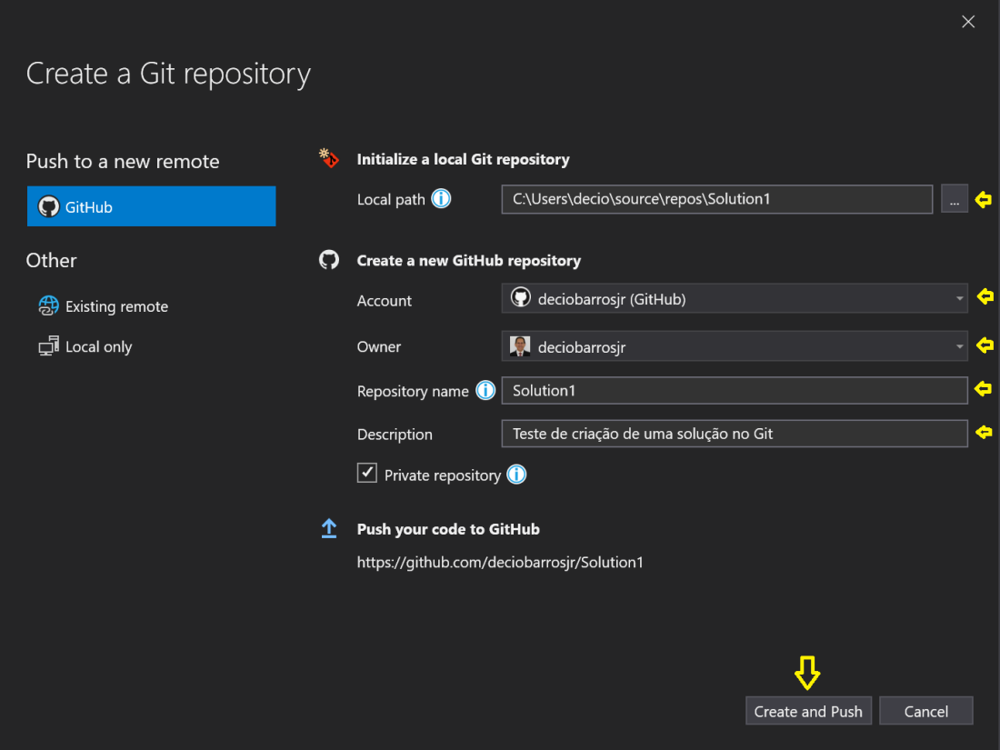 Create a Git repository
Push to a new remote
GitHub
Other
Existing remote
Local only
Initialize a local Git repository
Local path
C:\Users\decio\source\repos\Solution1
...
Create a new GitHub repository
Account
deciobarrosjr (GitHub)
Owner
deciobarrosjr
Repository name
Solution1
Description
Teste de criação de uma solução no Git
Private repository
Push your code to GitHub
https://github.com/deciobarrosjr/Solution1
Create and Push
Cancel